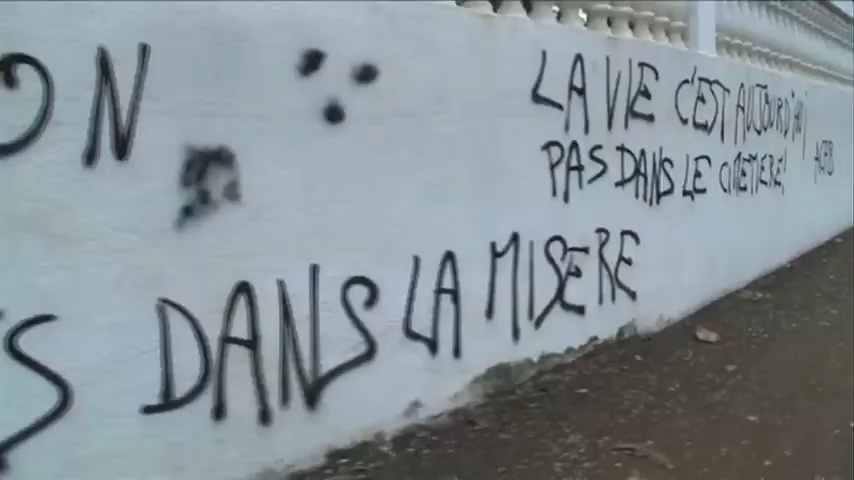 ON
S DANS LA MISERE
LA VIE C'EST AUJOURD'HUI
PAS DANS LE CIMETIERE!